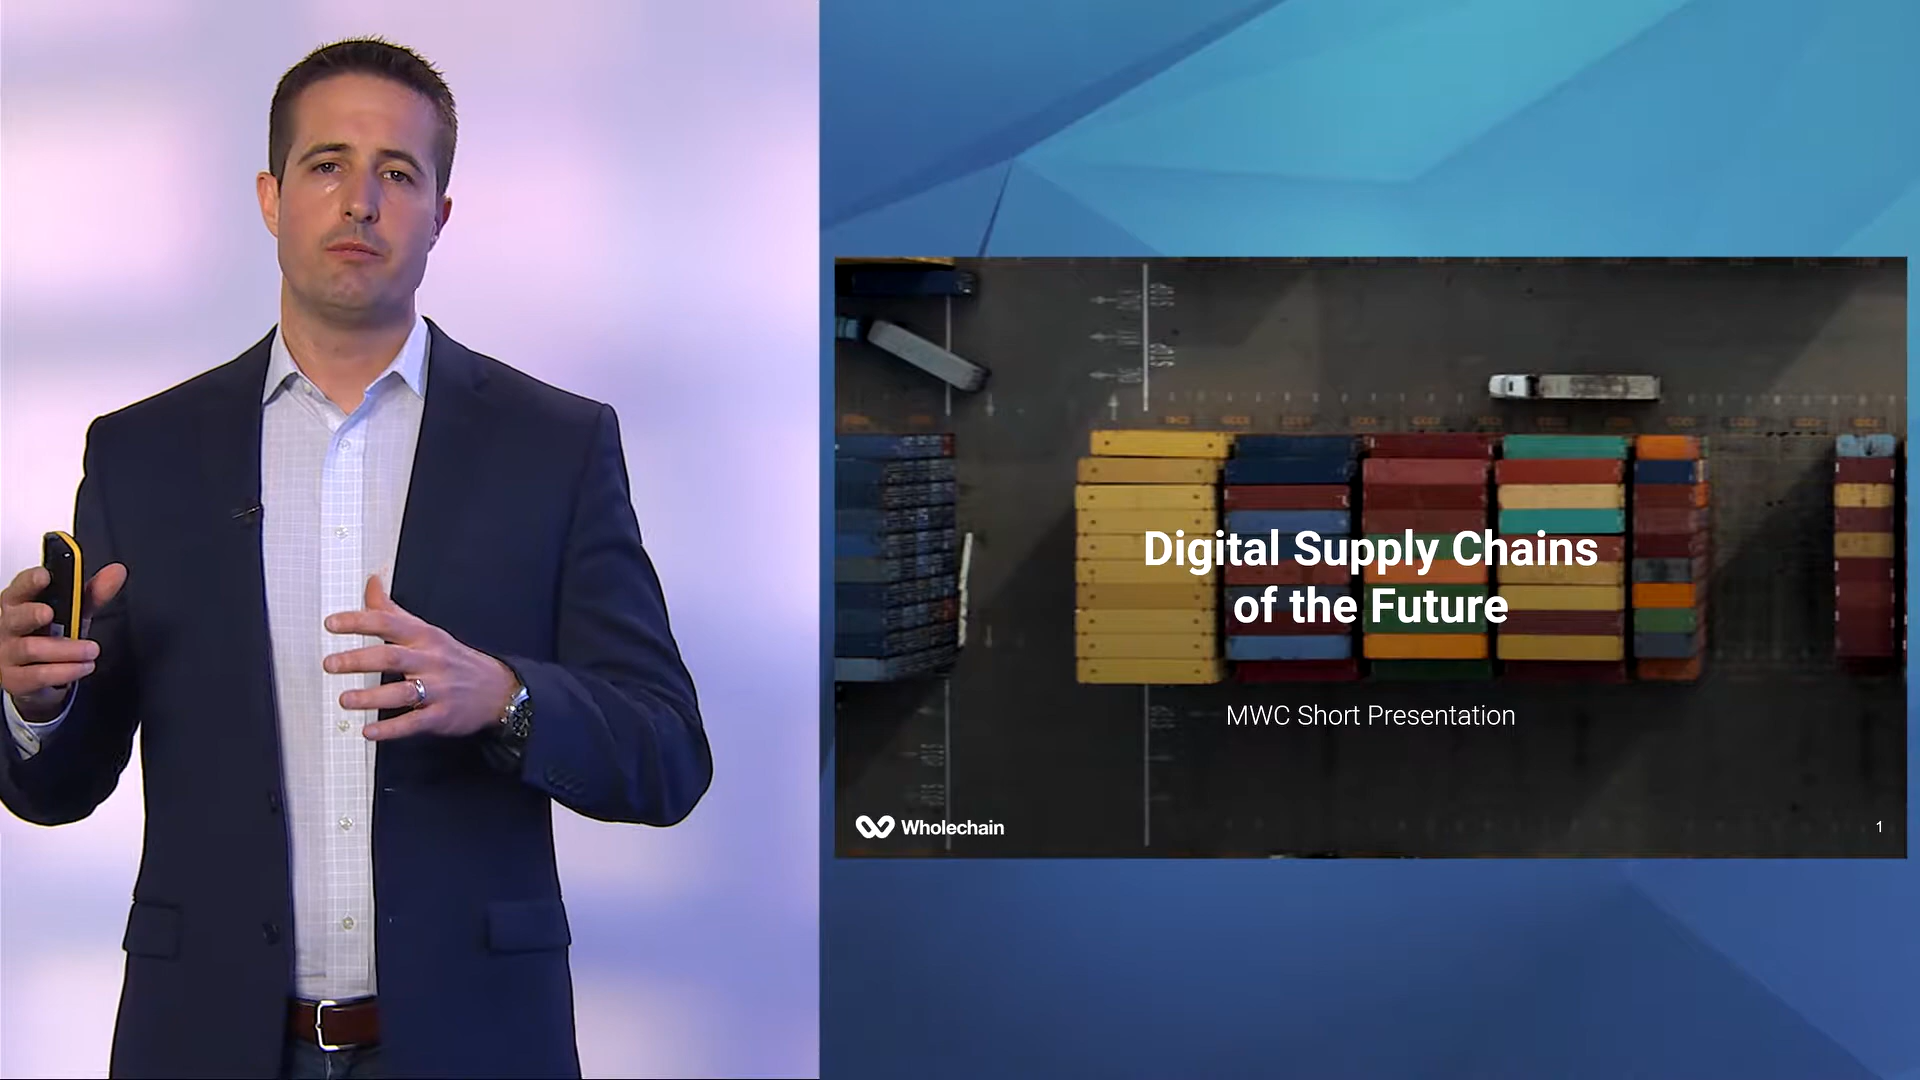 Digital Supply Chains
of the Future
MWC Short Presentation
Wholechain
1